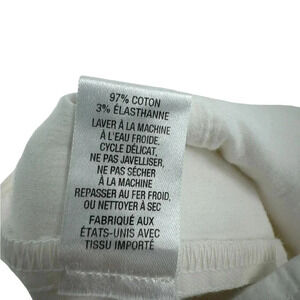 97% COTON
3% ÉLASTHANNE
LAVER À LA MACHINE
À L'EAU FROIDE,
CYCLE DÉLICAT,
NE PAS JAVELLISER,
NE PAS SÉCHER
À LA MACHINE
REPASSER AU FER FROID,
OU NETTOYER À SEC
FABRIQUÉ AUX
ÉTATS-UNIS AVEC
TISSU IMPORTÉ